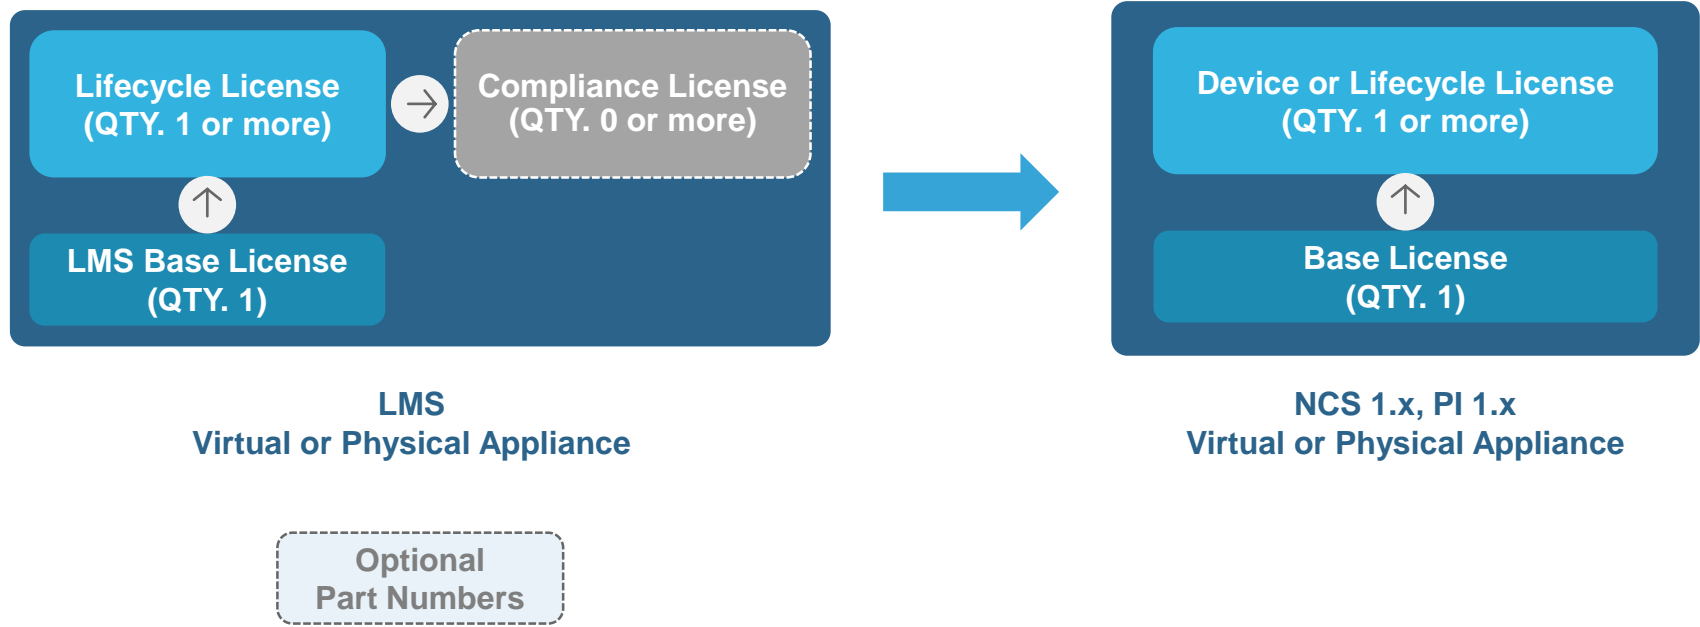 Lifecycle License
(QTY. 1 or more)
Compliance License
(QTY. 0 or more)
LMS Base License
(QTY. 1)
LMS
Virtual or Physical Appliance
Device or Lifecycle License
(QTY. 1 or more)
Base License
(QTY. 1)
NCS 1.x, PI 1.x
Virtual or Physical Appliance
Optional
Part Numbers